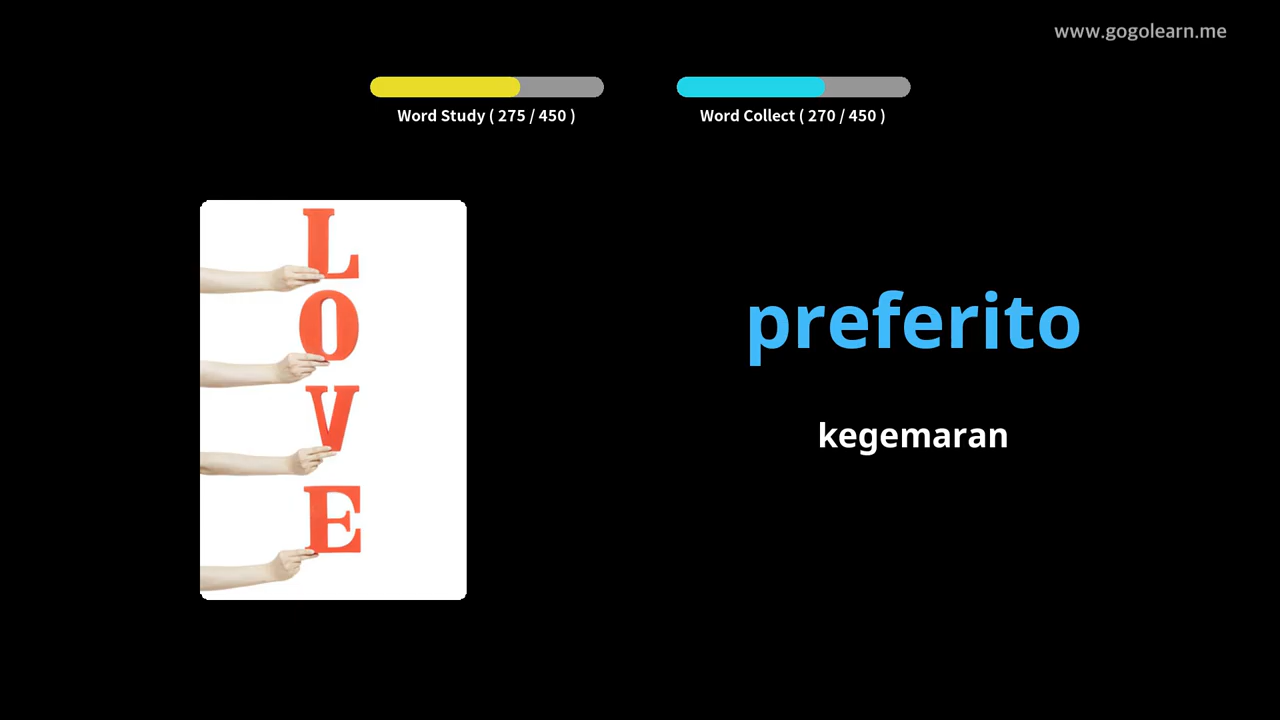 www.gogolearn.me
Word Study ( 275 / 450 )
Word Collect ( 270 / 450 )
L
O
V
E
preferito
kegemaran